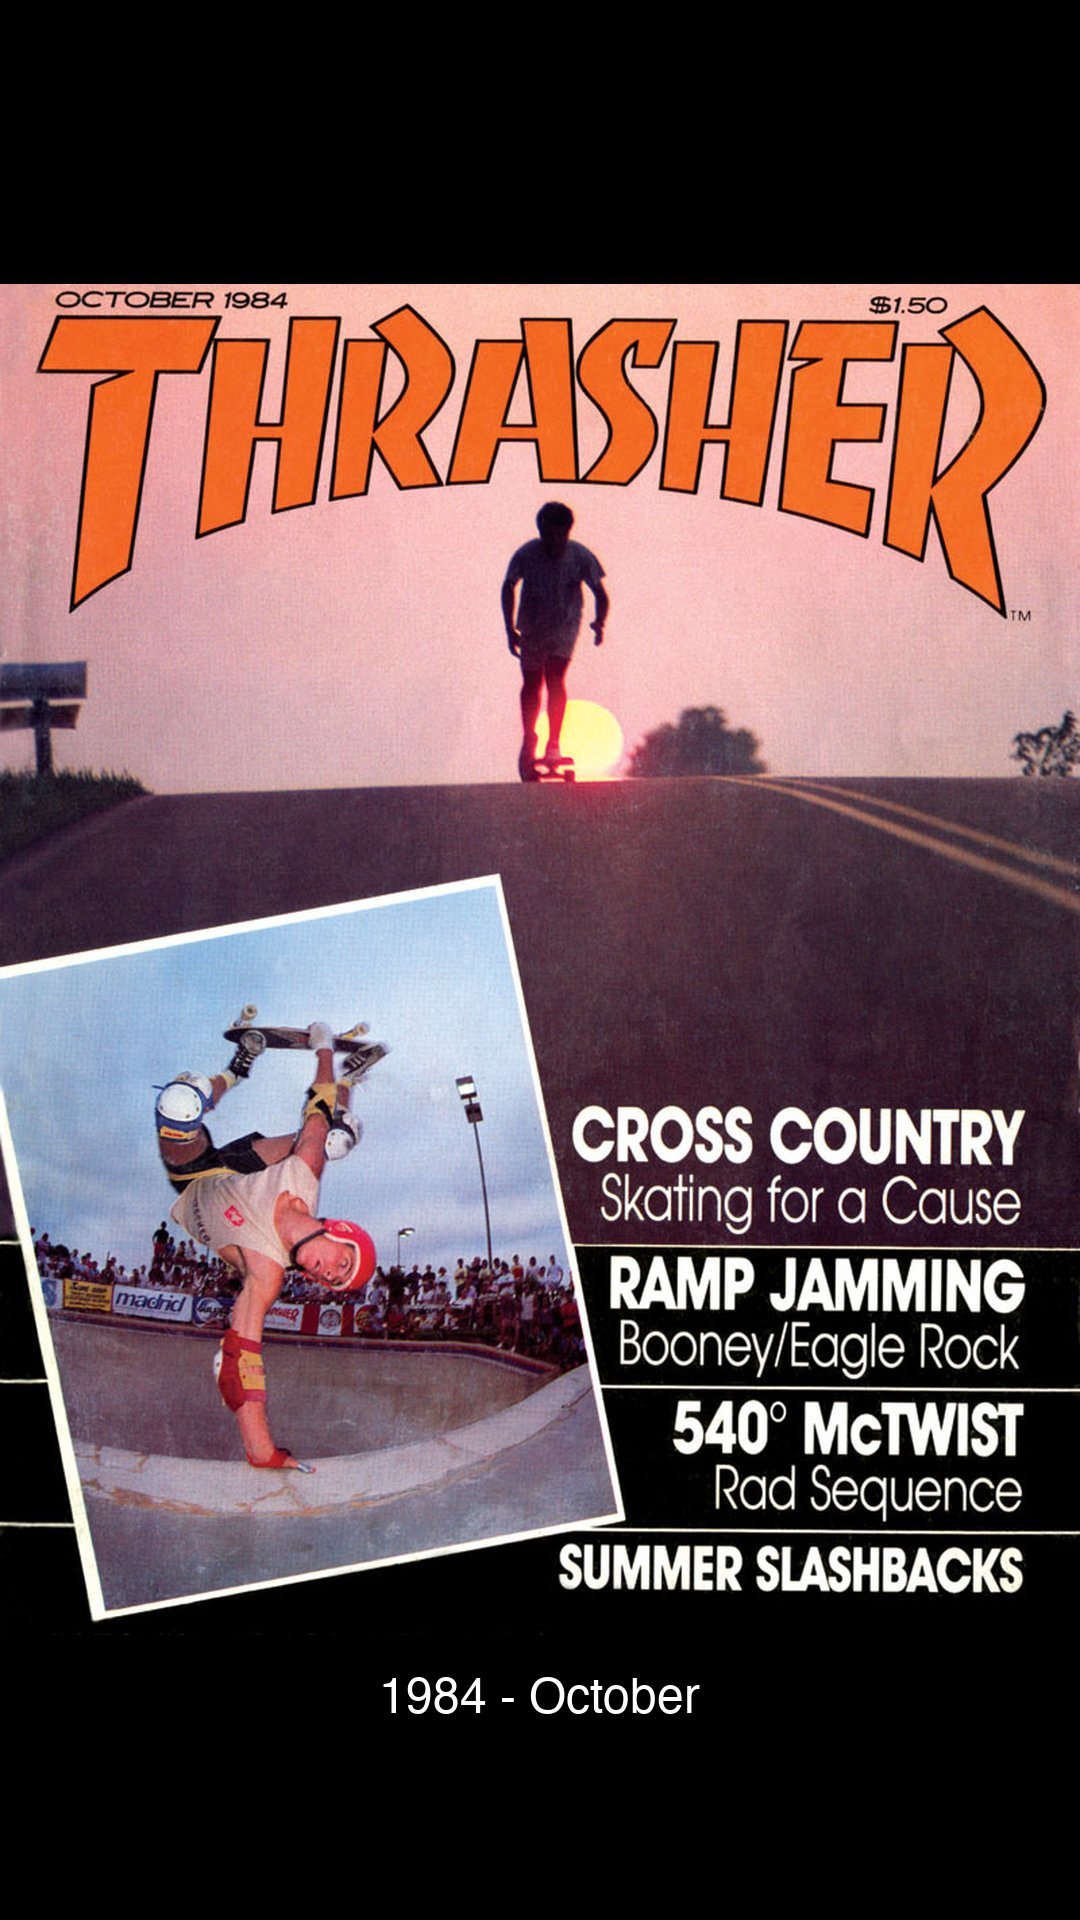 OCTOBER 1984
$1.50
THRASHER
TM
CROSS COUNTRY
Skating for a Cause
RAMP JAMMING
Booney/Eagle Rock
540° McTWIST
Rad Sequence
SUMMER SLASHBACKS
madrid
THRASHER
1984 - October